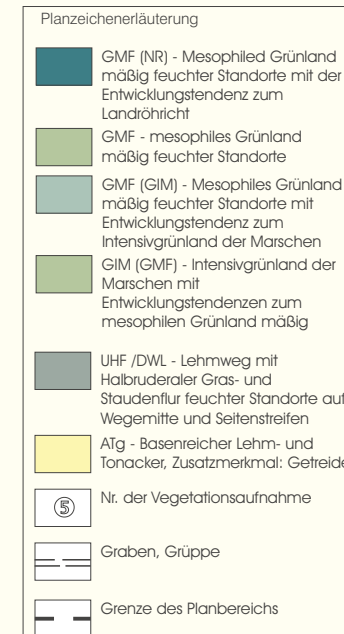 Planzeichenerläuterung
GMF (NR) - Mesophiled Grünland
mäßig feuchter Standorte mit der
Entwicklungstendenz zum
Landröhricht
GMF - mesophiles Grünland
mäßig feuchter Standorte
GMF (GIM) - Mesophiles Grünland
mäßig feuchter Standorte mit
Entwicklungstendenz zum
Intensivgrünland der Marschen
GIM (GMF) - Intensivgrünland der
Marschen mit
Entwicklungstendenzen zum
mesophilen Grünland mäßig
UHF /DWL - Lehmweg mit
Halbruderaler Gras- und
Staudenflur feuchter Standorte auf
Wegemitte und Seitenstreifen
ATg - Basenreicher Lehm- und
Tonacker, Zusatzmerkmal: Getreide
⑤ Nr. der Vegetationsaufnahme
Graben, Grüppe
Grenze des Planbereichs